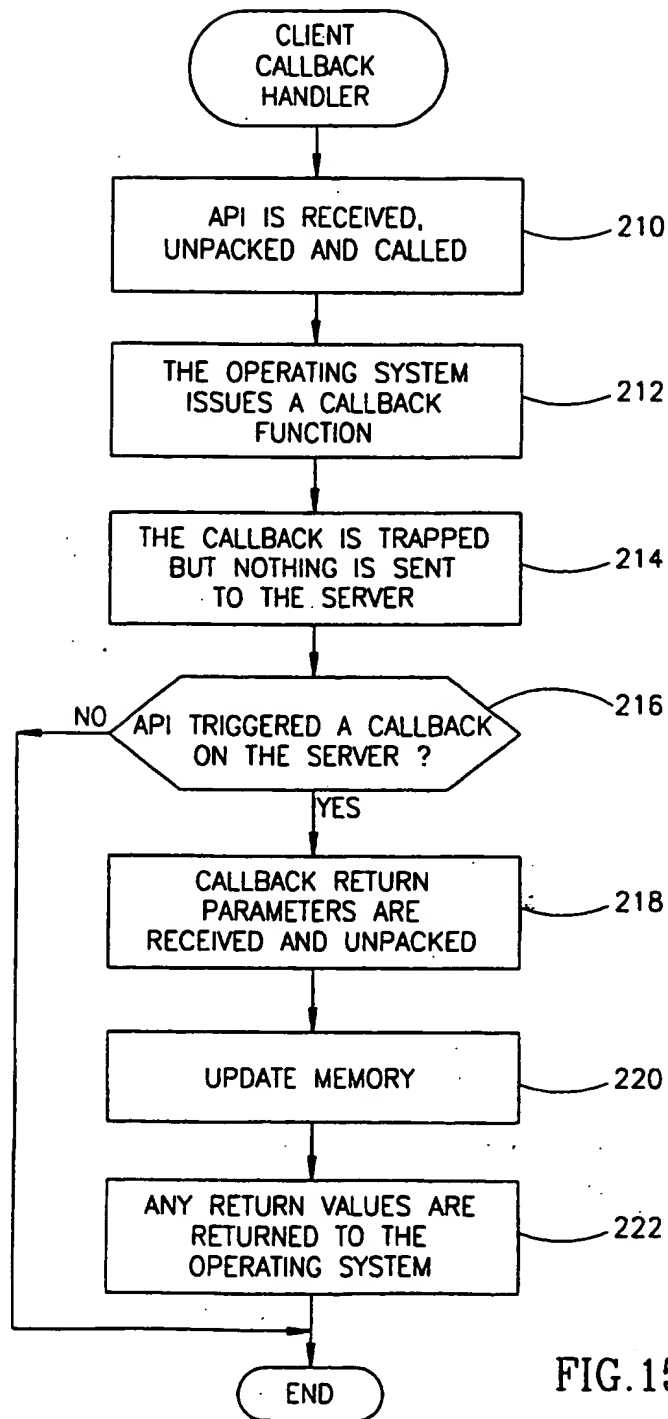 CLIENT
CALLBACK
HANDLER
API IS RECEIVED,
UNPACKED AND CALLED
210
THE OPERATING SYSTEM
ISSUES A CALLBACK
FUNCTION
212
THE CALLBACK IS TRAPPED
BUT NOTHING IS SENT
TO THE SERVER
214
216
NO
API TRIGGERED A CALLBACK
ON THE SERVER ?
YES
CALLBACK RETURN
PARAMETERS ARE
RECEIVED AND UNPACKED
218
UPDATE MEMORY
220
ANY RETURN VALUES ARE
RETURNED TO THE
OPERATING SYSTEM
222
END
FIG.15